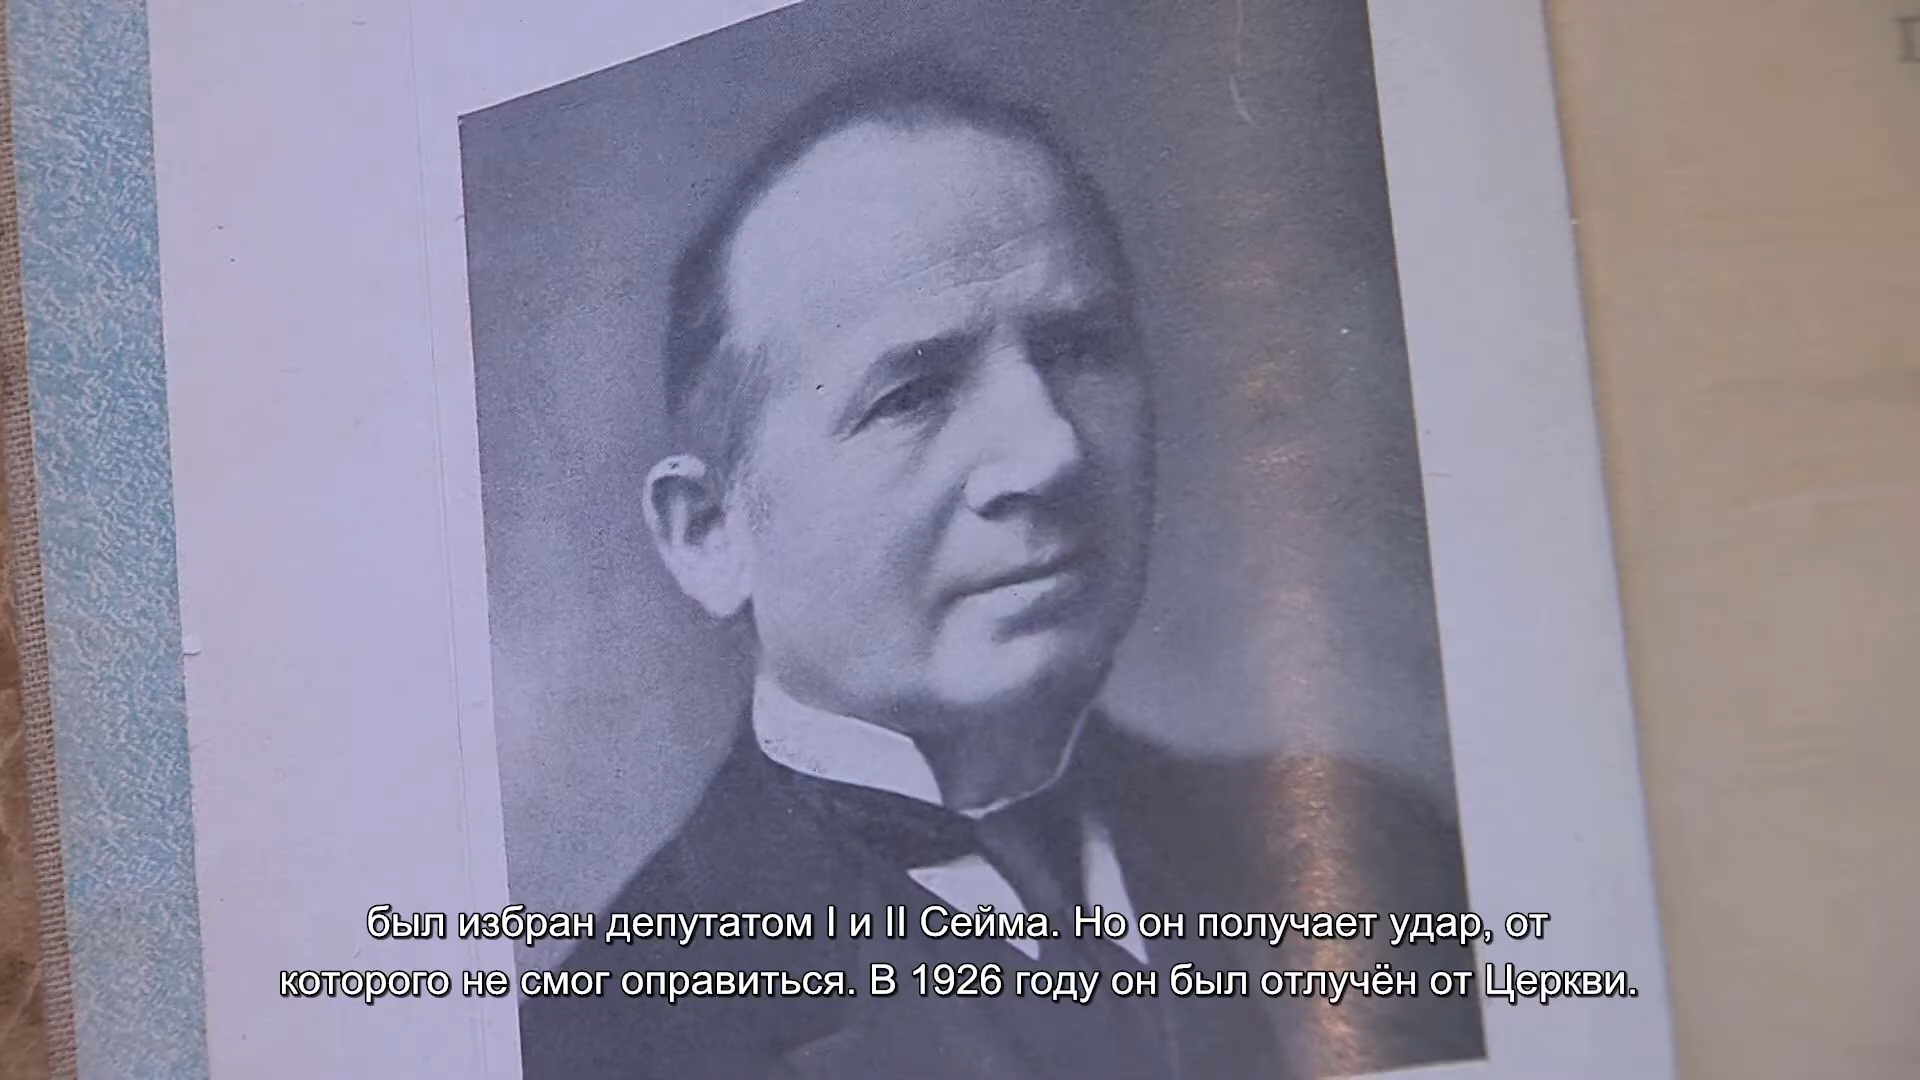 был избран депутатом I и II Сейма. Но он получает удар, от
которого не смог оправиться. В 1926 году он был отлучён от Церкви.